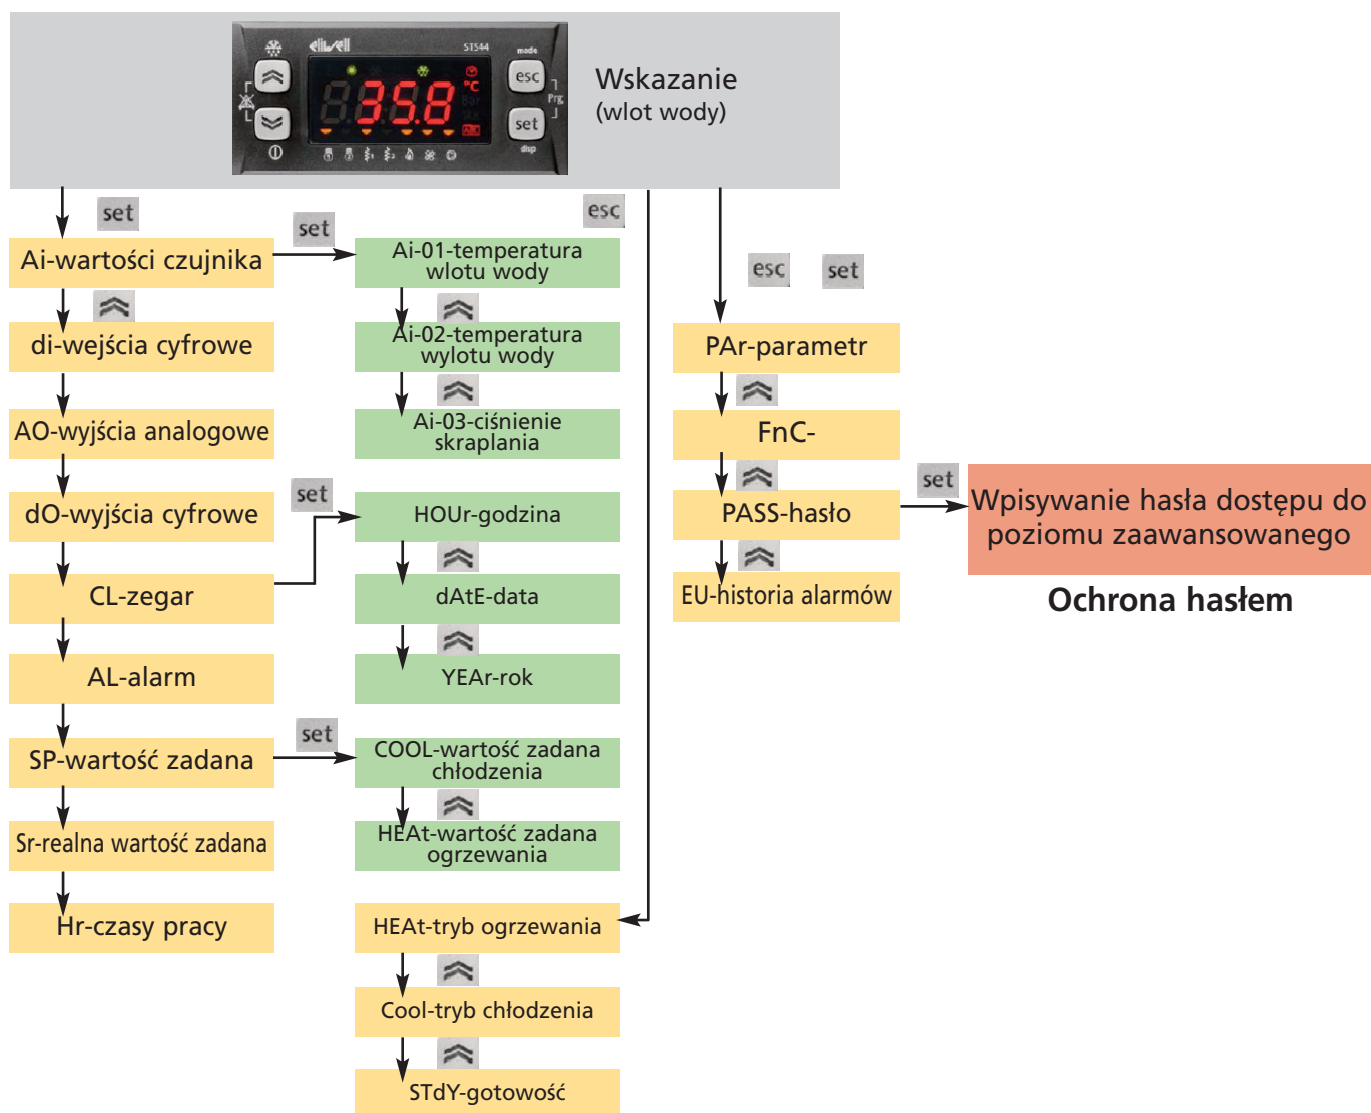 eliwell
ST544
mode
esc
Prg
set
disp
35.8
°C
Wskazanie
(wlot wody)
set
set
esc
esc
set
Ai-wartości czujnika
di-wejścia cyfrowe
AO-wyjścia analogowe
dO-wyjścia cyfrowe
CL-zegar
AL-alarm
SP-wartość zadana
Sr-realna wartość zadana
Hr-czasy pracy
Ai-01-temperatura
wlotu wody
Ai-02-temperatura
wylotu wody
Ai-03-ciśnienie
skraplania
set
HOUr-godzina
dAtE-data
YEAr-rok
set
COOL-wartość zadana
chłodzenia
HEAt-wartość zadana
ogrzewania
HEAt-tryb ogrzewania
Cool-tryb chłodzenia
STdY-gotowość
PAr-parametr
FnC-
PASS-hasło
EU-historia alarmów
set
Wpisywanie hasła dostępu do
poziomu zaawansowanego
Ochrona hasłem